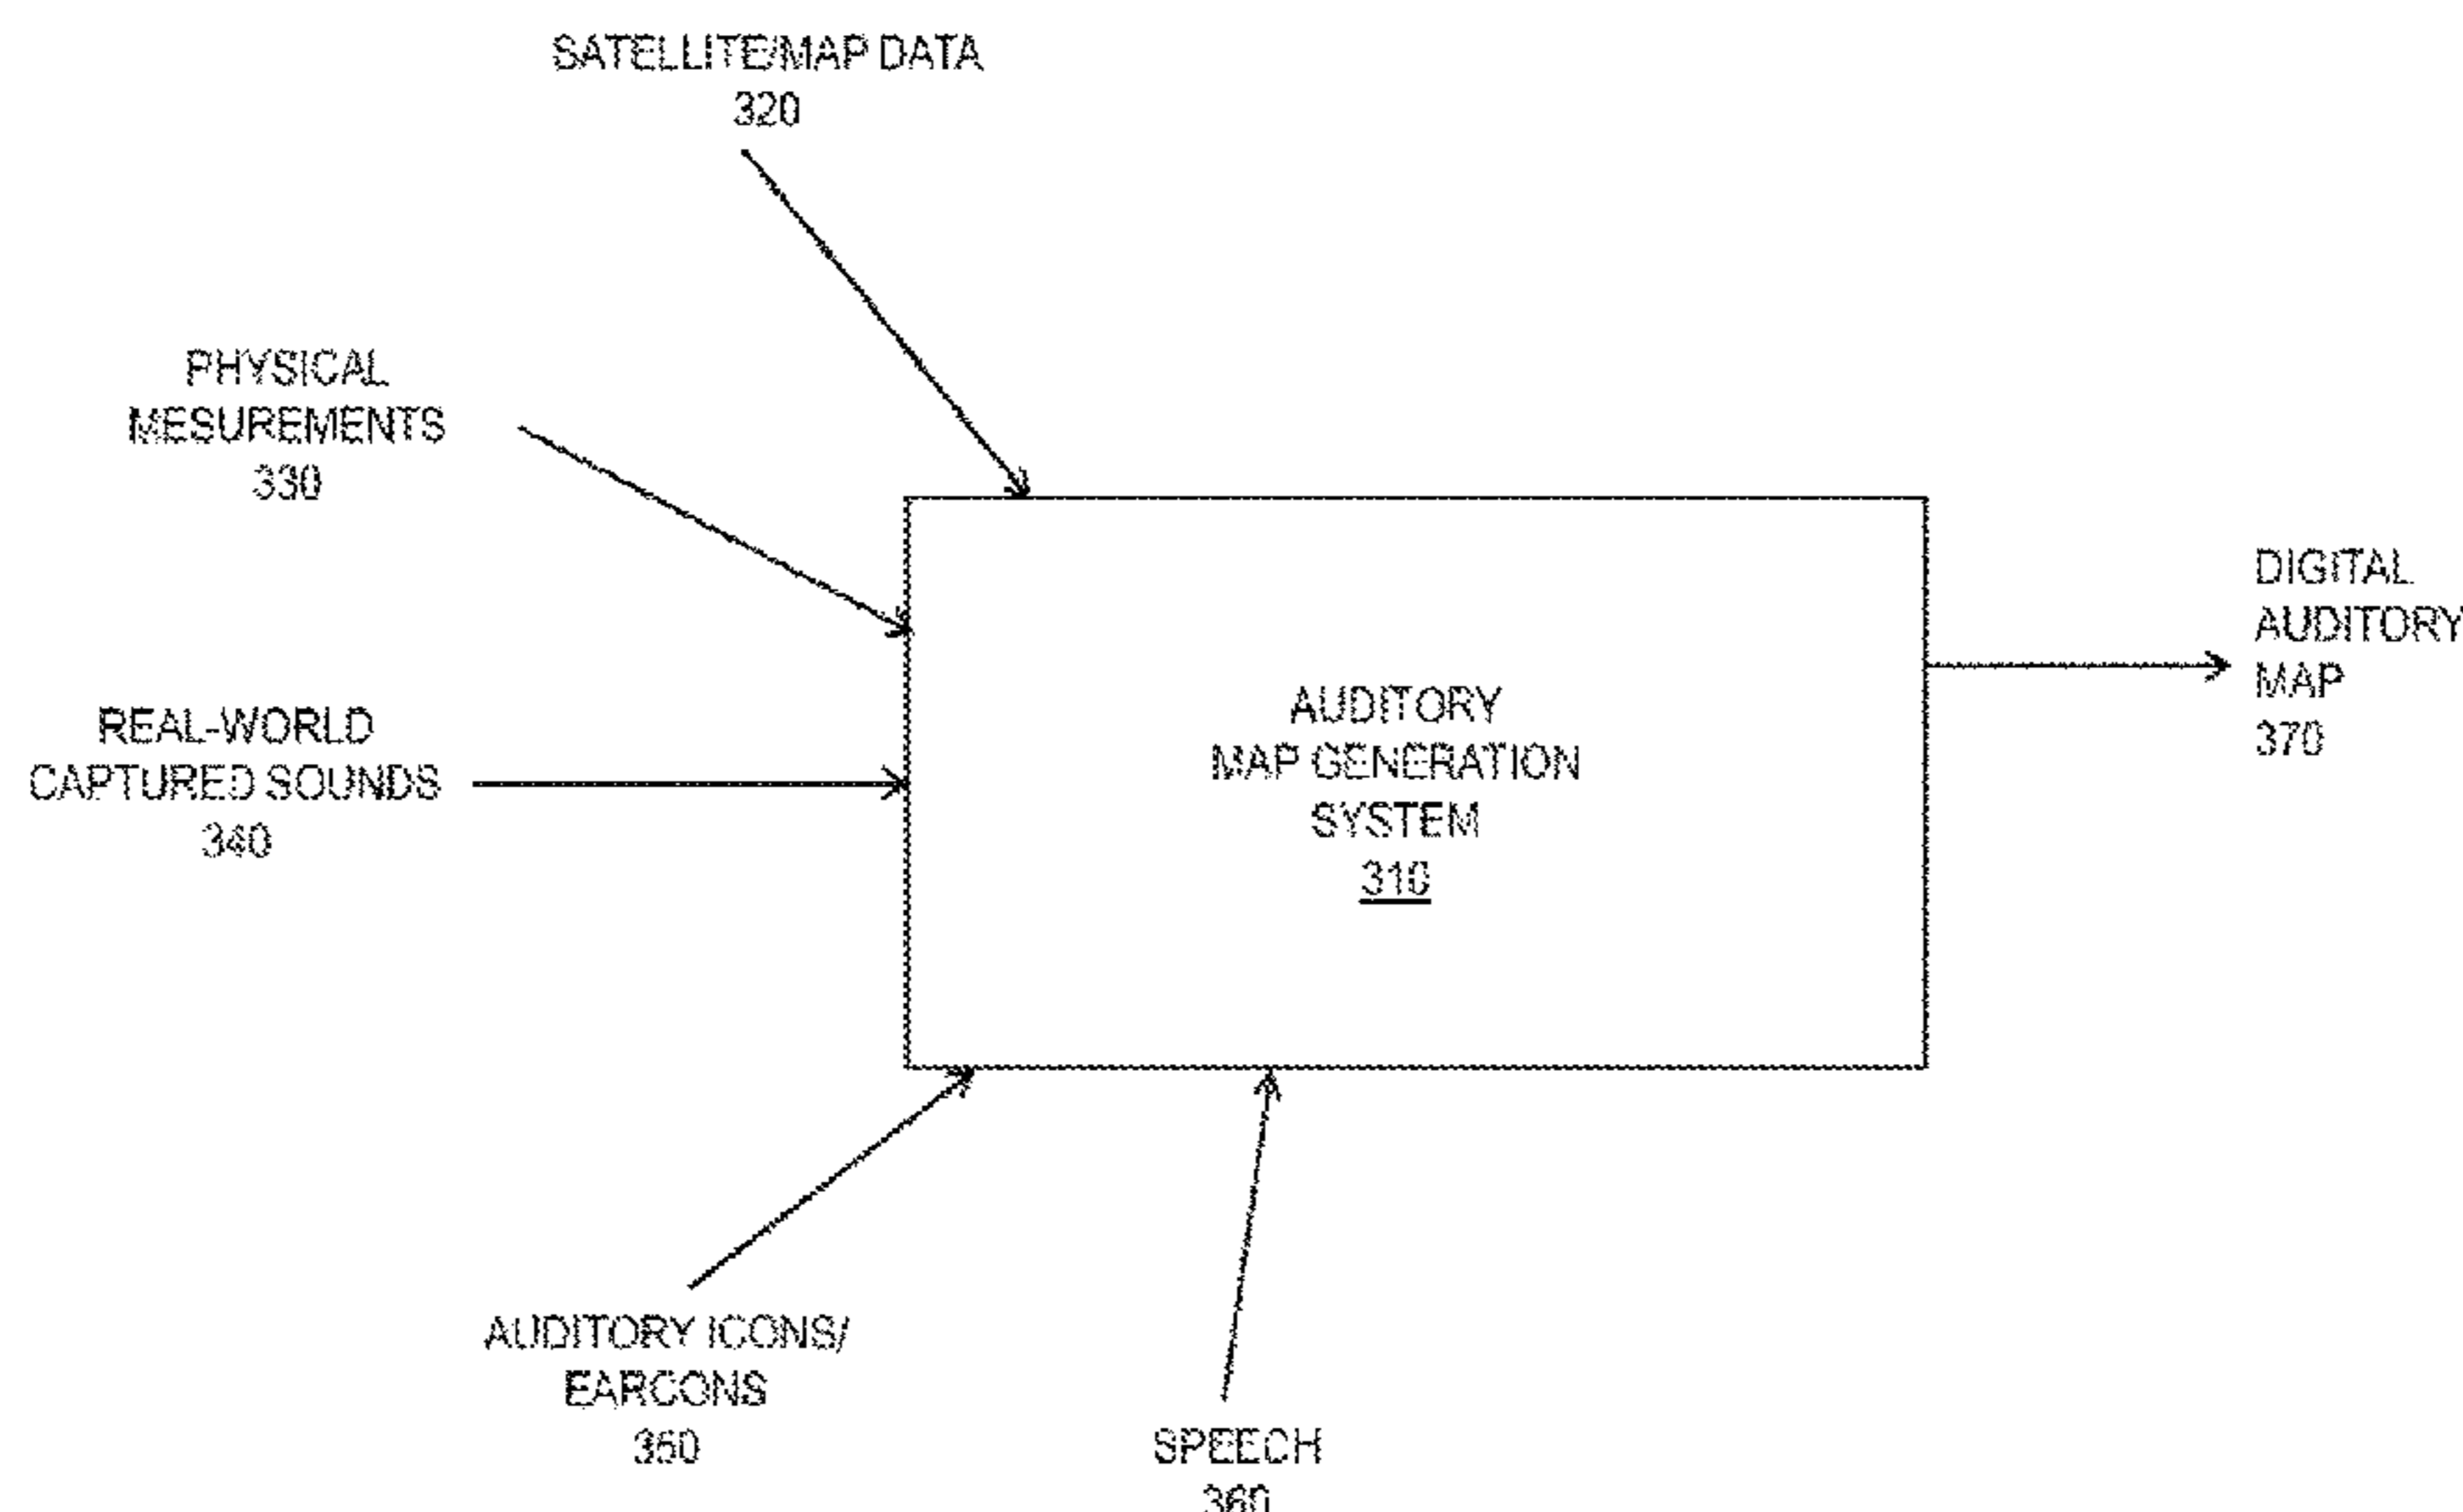 SATELLITE/MAP DATA
320
PHYSICAL
MESUREMENTS
330
REAL-WORLD
CAPTURED SOUNDS
340
AUDITORY
MAP GENERATION
SYSTEM
310
DIGITAL
AUDITORY
MAP
370
AUDITORY ICONS/
EARCONS
350
SPEECH
360